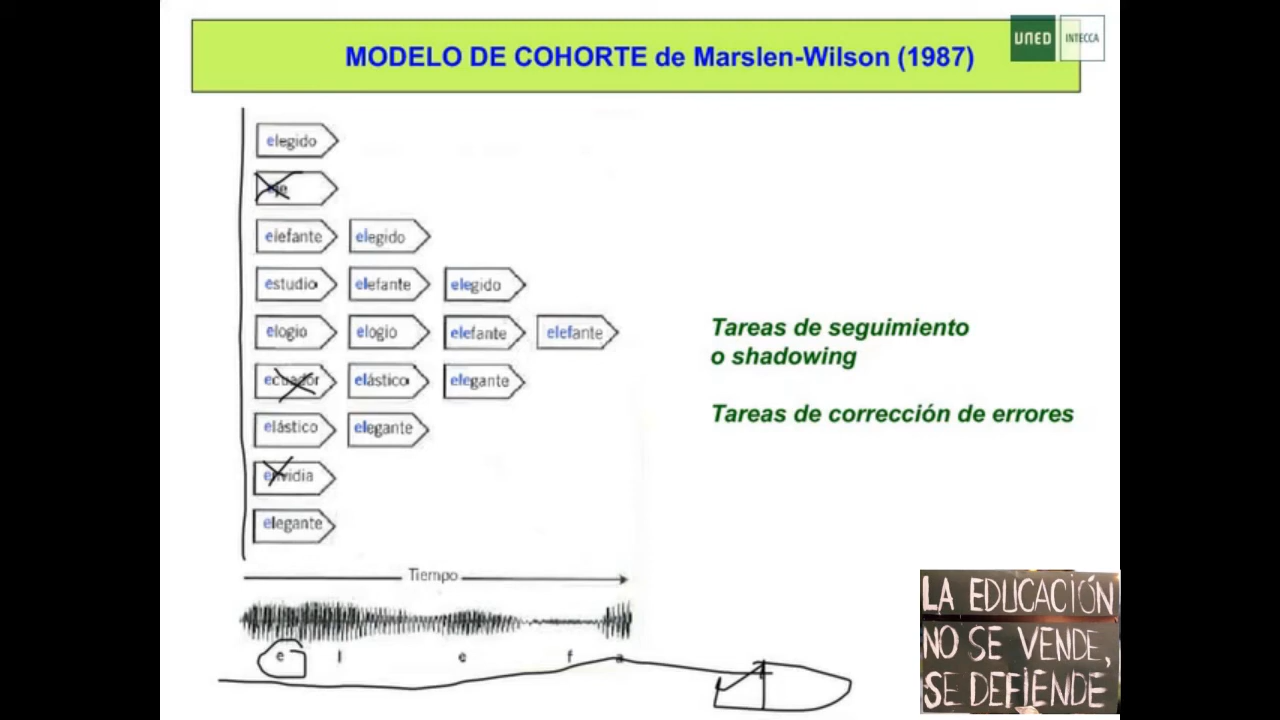 MODELO DE COHORTE de Marslen-Wilson (1987)
UNED
INTECCA
elegido
eje
elefante
elegido
estudio
elefante
elegido
elogio
elogio
elefante
elefante
Tareas de seguimiento
o shadowing
ecuador
elástico
elegante
Tareas de corrección de errores
elástico
elegante
envidia
elegante
Tiempo
e l e f a
LA EDUCACIÓN
NO SE VENDE,
SE DEFIENDE